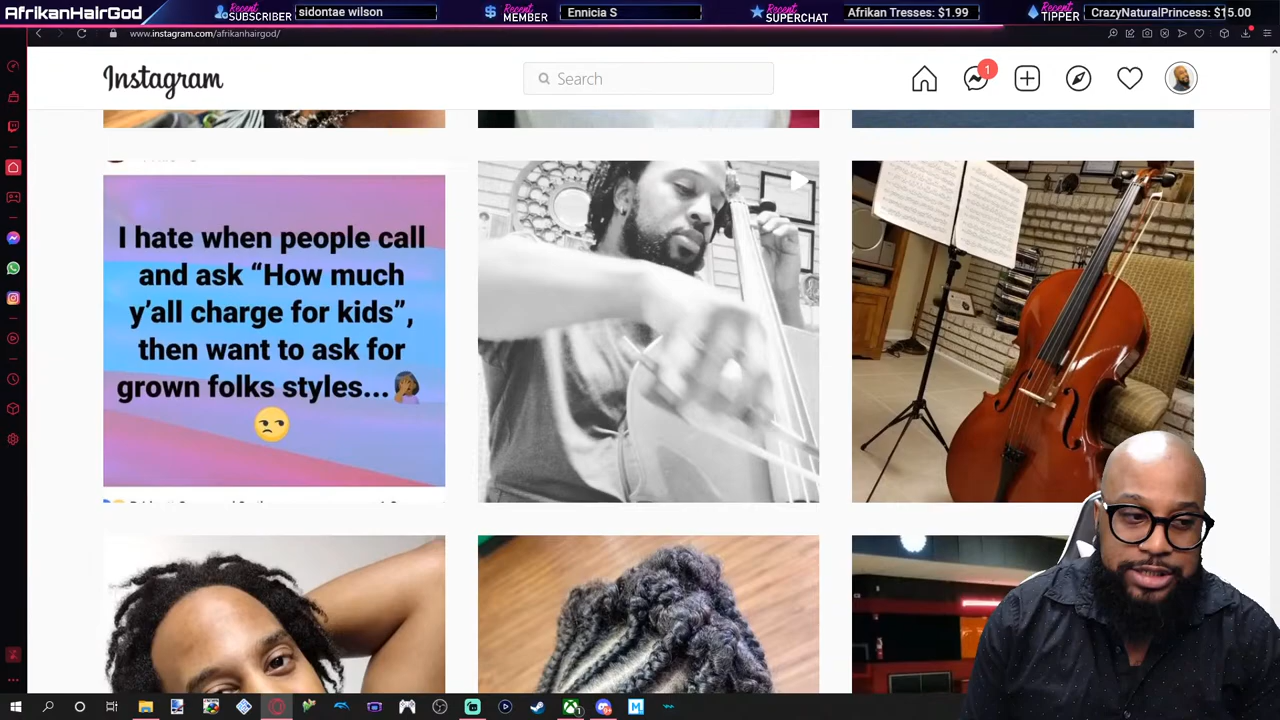 AfrikanHairGod
Recent
SUBSCRIBER
sidontae wilson
Recent
MEMBER
Ennicia S
Recent
SUPERCHAT
Afrikan Tresses: $1.99
Recent
TIPPER
CrazyNaturalPrincess: $15.00
www.instagram.com/afrikanhairgod/
Instagram
Search
1
I hate when people call
and ask “How much
y’all charge for kids”,
then want to ask for
grown folks styles...